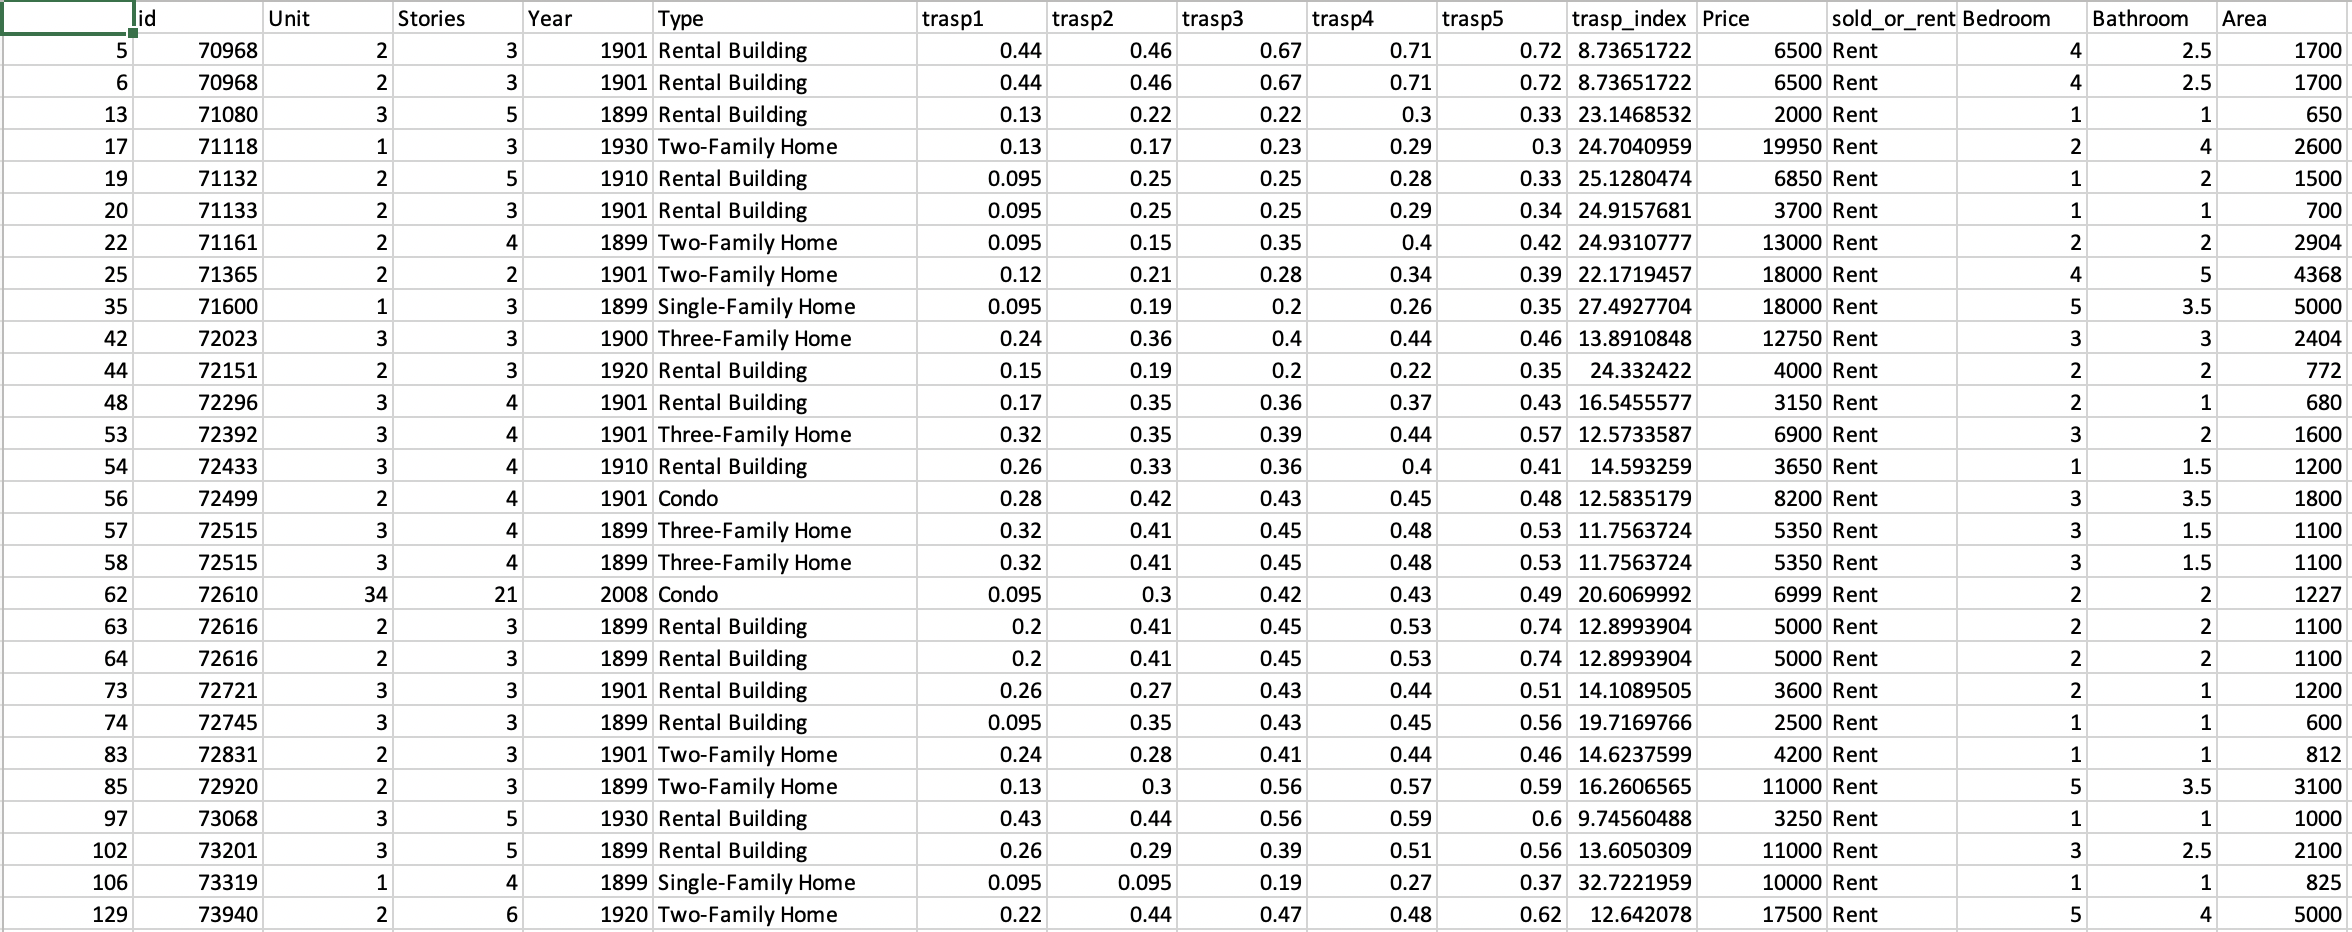 id Unit Stories Year Type trasp1 trasp2 trasp3 trasp4 trasp5 trasp_index Price sold_or_rent Bedroom Bathroom Area
5 70968 2 3 1901 Rental Building 0.44 0.46 0.67 0.71 0.72 8.73651722 6500 Rent 4 2.5 1700
6 70968 2 3 1901 Rental Building 0.44 0.46 0.67 0.71 0.72 8.73651722 6500 Rent 4 2.5 1700
13 71080 3 5 1899 Rental Building 0.13 0.22 0.22 0.3 0.33 23.1468532 2000 Rent 1 1 650
17 71118 1 3 1930 Two-Family Home 0.13 0.17 0.23 0.29 0.3 24.7040959 19950 Rent 2 4 2600
19 71132 2 5 1910 Rental Building 0.095 0.25 0.25 0.28 0.33 25.1280474 6850 Rent 1 2 1500
20 71133 2 3 1901 Rental Building 0.095 0.25 0.25 0.29 0.34 24.9157681 3700 Rent 1 1 700
22 71161 2 4 1899 Two-Family Home 0.095 0.15 0.35 0.4 0.42 24.9310777 13000 Rent 2 2 2904
25 71365 2 2 1901 Two-Family Home 0.12 0.21 0.28 0.34 0.39 22.1719457 18000 Rent 4 5 4368
35 71600 1 3 1899 Single-Family Home 0.095 0.19 0.2 0.26 0.35 27.4927704 18000 Rent 5 3.5 5000
42 72023 3 3 1900 Three-Family Home 0.24 0.36 0.4 0.44 0.46 13.8910848 12750 Rent 3 3 2404
44 72151 2 3 1920 Rental Building 0.15 0.19 0.2 0.22 0.35 24.332422 4000 Rent 2 2 772
48 72296 3 4 1901 Rental Building 0.17 0.35 0.36 0.37 0.43 16.5455577 3150 Rent 2 1 680
53 72392 3 4 1901 Three-Family Home 0.32 0.35 0.39 0.44 0.57 12.5733587 6900 Rent 3 2 1600
54 72433 3 4 1910 Rental Building 0.26 0.33 0.36 0.4 0.41 14.593259 3650 Rent 1 1.5 1200
56 72499 2 4 1901 Condo 0.28 0.42 0.43 0.45 0.48 12.5835179 8200 Rent 3 3.5 1800
57 72515 3 4 1899 Three-Family Home 0.32 0.41 0.45 0.48 0.53 11.7563724 5350 Rent 3 1.5 1100
58 72515 3 4 1899 Three-Family Home 0.32 0.41 0.45 0.48 0.53 11.7563724 5350 Rent 3 1.5 1100
62 72610 34 21 2008 Condo 0.095 0.3 0.42 0.43 0.49 20.6069992 6999 Rent 2 2 1227
63 72616 2 3 1899 Rental Building 0.2 0.41 0.45 0.53 0.74 12.8993904 5000 Rent 2 2 1100
64 72616 2 3 1899 Rental Building 0.2 0.41 0.45 0.53 0.74 12.8993904 5000 Rent 2 2 1100
73 72721 3 3 1901 Rental Building 0.26 0.27 0.43 0.44 0.51 14.1089505 3600 Rent 2 1 1200
74 72745 3 3 1899 Rental Building 0.095 0.35 0.43 0.45 0.56 19.7169766 2500 Rent 1 1 600
83 72831 2 3 1901 Two-Family Home 0.24 0.28 0.41 0.44 0.46 14.6237599 4200 Rent 1 1 812
85 72920 2 3 1899 Two-Family Home 0.13 0.3 0.56 0.57 0.59 16.2606565 11000 Rent 5 3.5 3100
97 73068 3 5 1930 Rental Building 0.43 0.44 0.56 0.59 0.6 9.74560488 3250 Rent 1 1 1000
102 73201 3 5 1899 Rental Building 0.26 0.29 0.39 0.51 0.56 13.6050309 11000 Rent 3 2.5 2100
106 73319 1 4 1899 Single-Family Home 0.095 0.095 0.19 0.27 0.37 32.7221959 10000 Rent 1 1 825
129 73940 2 6 1920 Two-Family Home 0.22 0.44 0.47 0.48 0.62 12.642078 17500 Rent 5 4 5000